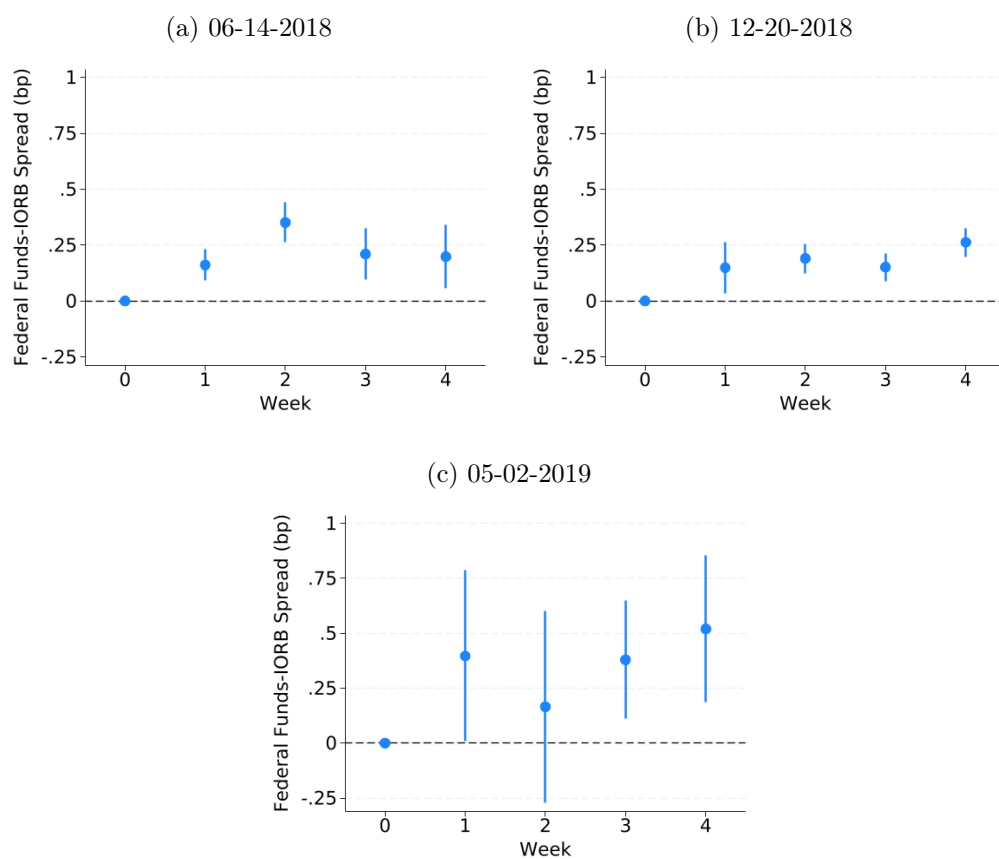 (a) 06-14-2018
Federal Funds-IORB Spread (bp)
1
.75
.5
.25
0
-.25
0 1 2 3 4
Week
(b) 12-20-2018
Federal Funds-IORB Spread (bp)
1
.75
.5
.25
0
-.25
0 1 2 3 4
Week
(c) 05-02-2019
Federal Funds-IORB Spread (bp)
1
.75
.5
.25
0
-.25
0 1 2 3 4
Week